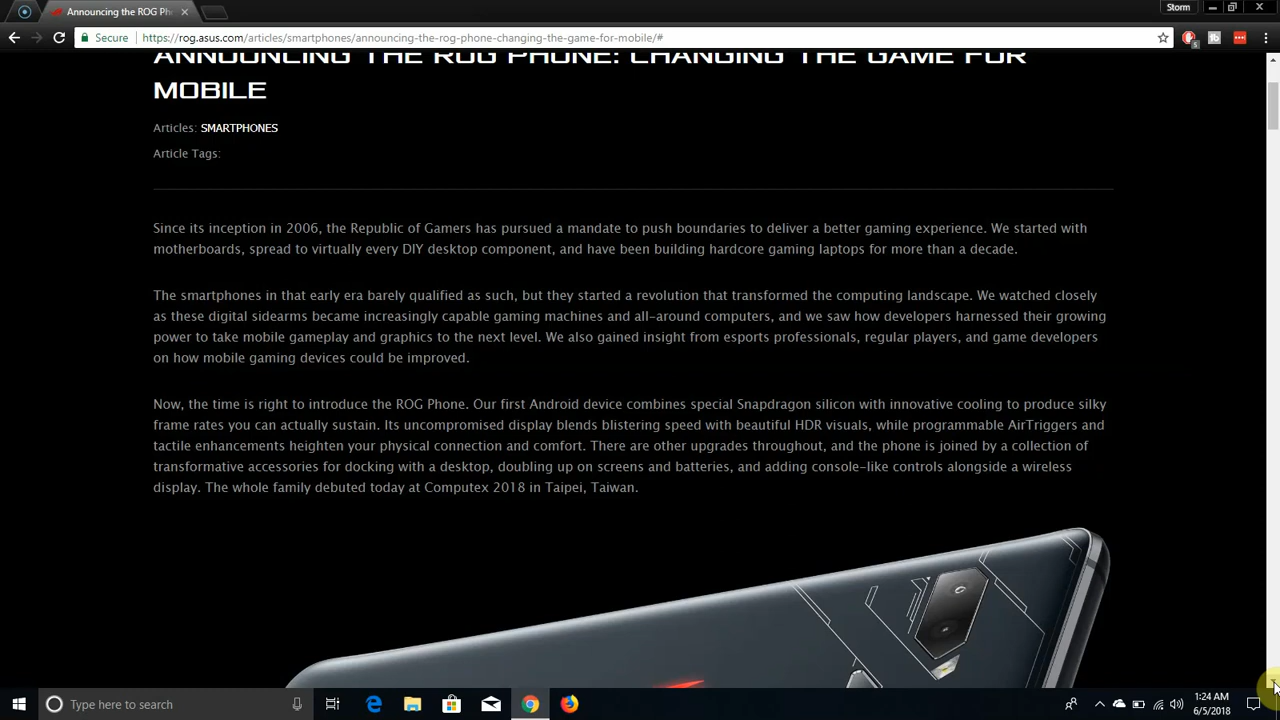 Announcing the ROG Ph
Storm
Secure
https://rog.asus.com/articles/smartphones/announcing-the-rog-phone-changing-the-game-for-mobile/#
5
ANNOUNCING THE ROG PHONE: CHANGING THE GAME FOR
MOBILE
Articles: SMARTPHONES
Article Tags:
Since its inception in 2006, the Republic of Gamers has pursued a mandate to push boundaries to deliver a better gaming experience. We started with
motherboards, spread to virtually every DIY desktop component, and have been building hardcore gaming laptops for more than a decade.
The smartphones in that early era barely qualified as such, but they started a revolution that transformed the computing landscape. We watched closely
as these digital sidearms became increasingly capable gaming machines and all-around computers, and we saw how developers harnessed their growing
power to take mobile gameplay and graphics to the next level. We also gained insight from esports professionals, regular players, and game developers
on how mobile gaming devices could be improved.
Now, the time is right to introduce the ROG Phone. Our first Android device combines special Snapdragon silicon with innovative cooling to produce silky
frame rates you can actually sustain. Its uncompromised display blends blistering speed with beautiful HDR visuals, while programmable AirTriggers and
tactile enhancements heighten your physical connection and comfort. There are other upgrades throughout, and the phone is joined by a collection of
transformative accessories for docking with a desktop, doubling up on screens and batteries, and adding console-like controls alongside a wireless
display. The whole family debuted today at Computex 2018 in Taipei, Taiwan.
Type here to search
1:24 AM
6/5/2018